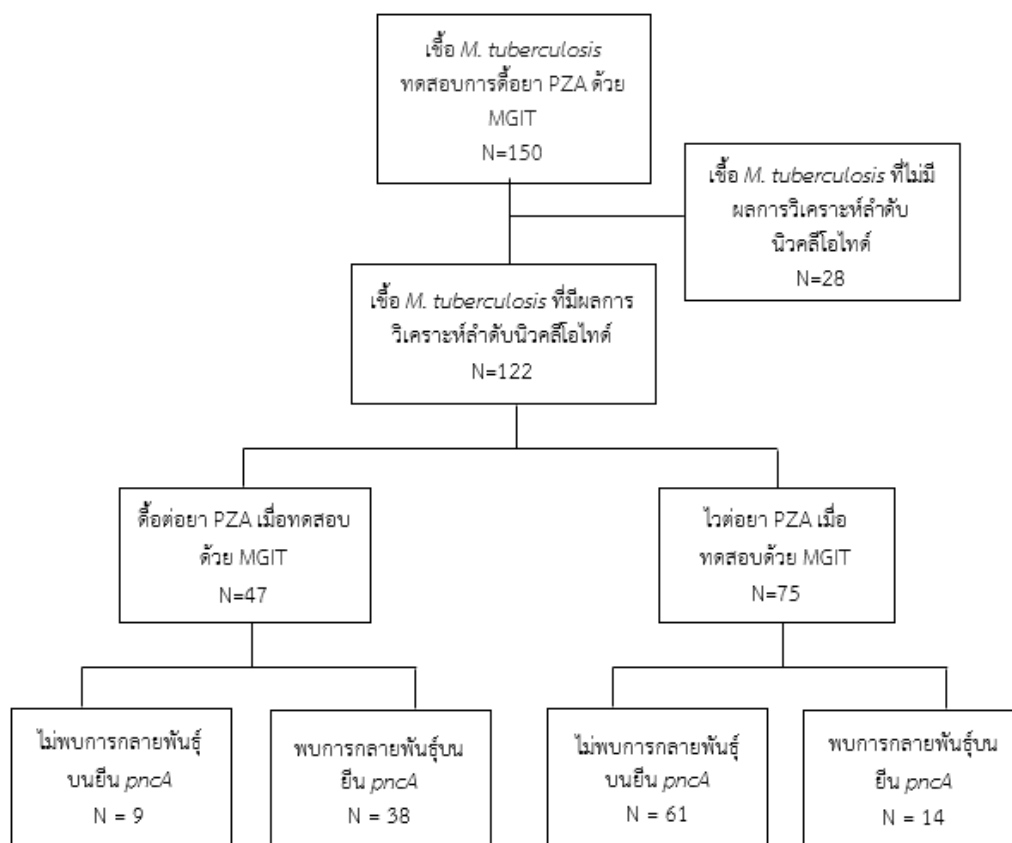 เชื้อ M. tuberculosis
ทดสอบการดื้อยา PZA ด้วย
MGIT
N=150
เชื้อ M. tuberculosis ที่ไม่มี
ผลการวิเคราะห์ลำดับ
นิวคลีโอไทด์
N=28
เชื้อ M. tuberculosis ที่มีผลการ
วิเคราะห์ลำดับนิวคลีโอไทด์
N=122
ดื้อต่อยา PZA เมื่อทดสอบ
ด้วย MGIT
N=47
ไวต่อยา PZA เมื่อ
ทดสอบด้วย MGIT
N=75
ไม่พบการกลายพันธุ์
บนยีน pncA
N = 9
พบการกลายพันธุ์บน
ยีน pncA
N = 38
ไม่พบการกลายพันธุ์
บนยีน pncA
N = 61
พบการกลายพันธุ์บน
ยีน pncA
N = 14